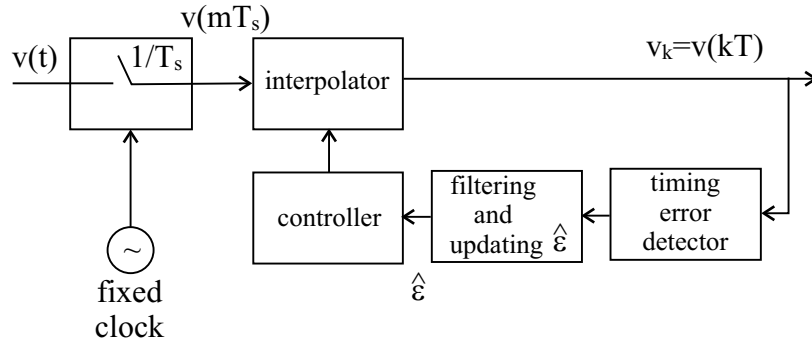 v(mTₛ)
v(t)
1/Tₛ
interpolator
vₖ=v(kT)
controller
filtering
and
updating ε̂
timing
error
detector
~
ε̂
fixed
clock